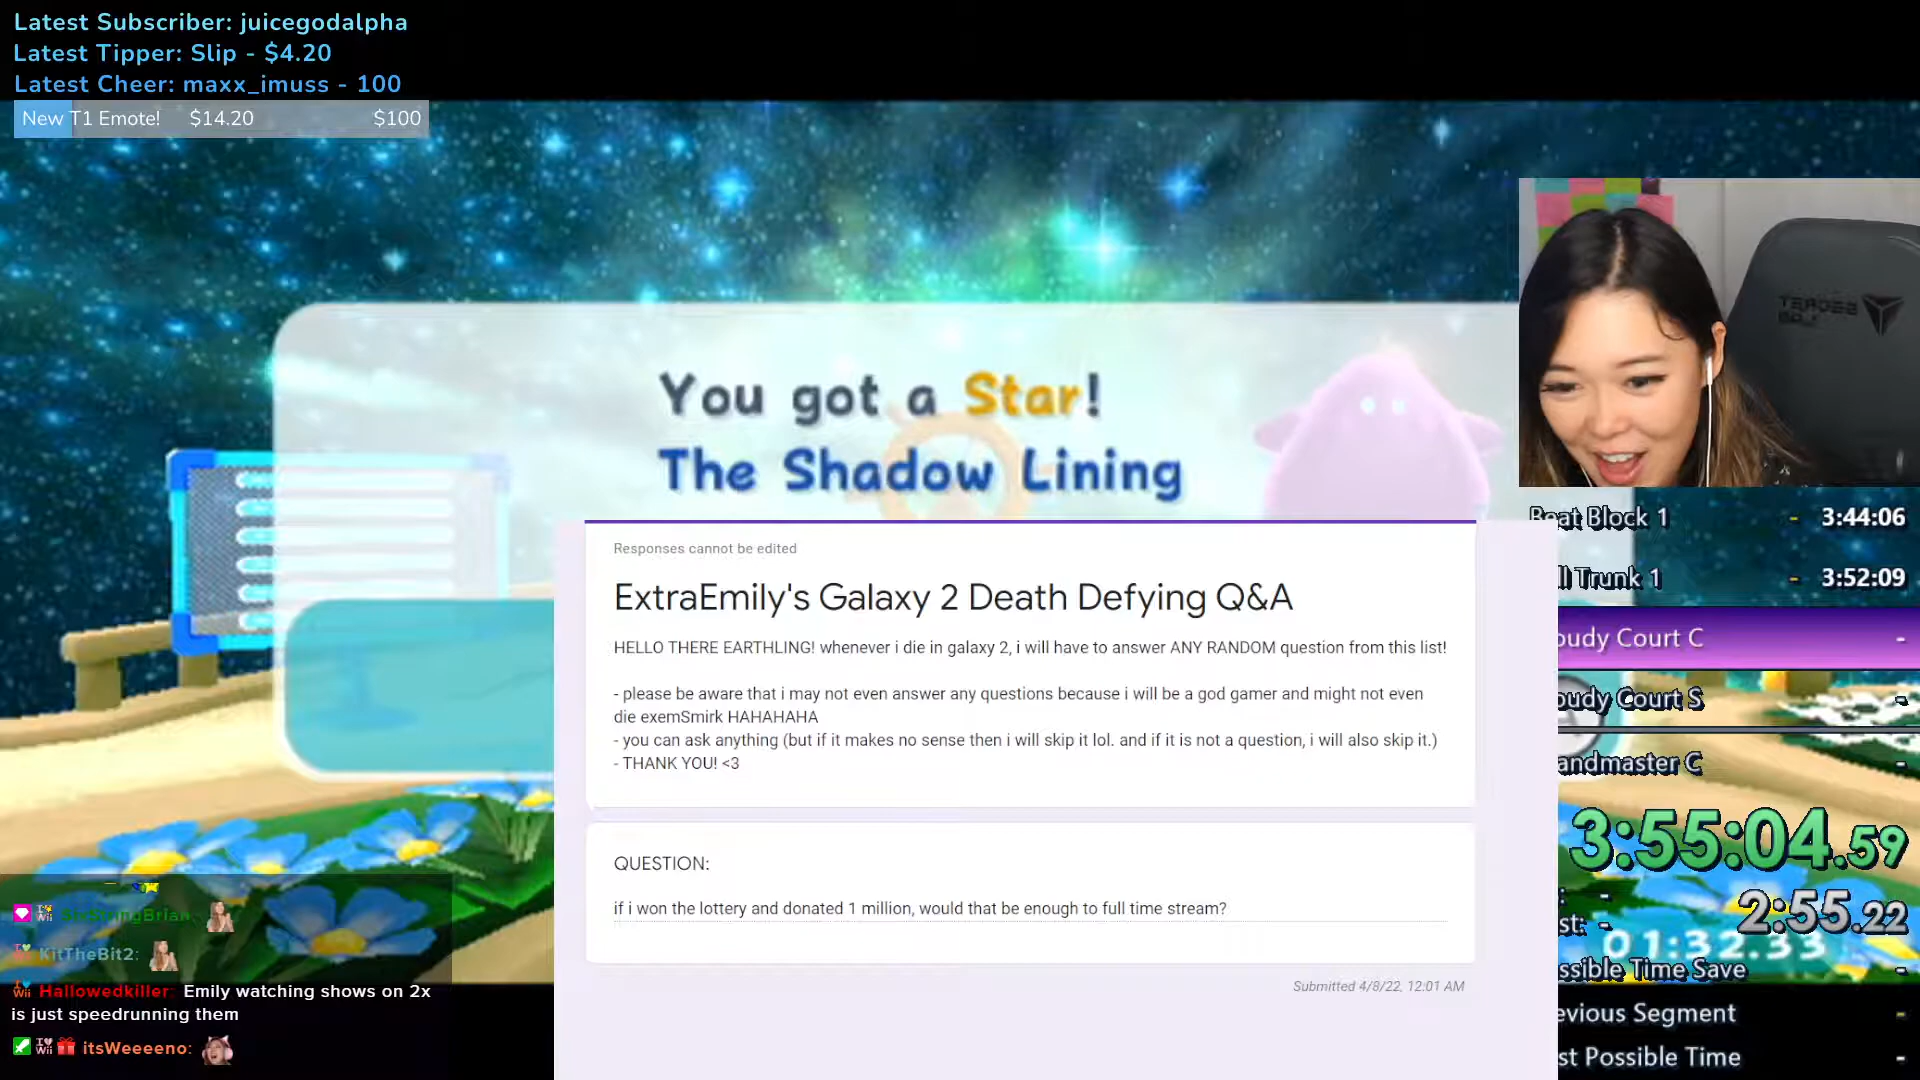 Latest Subscriber: juicegodalpha
Latest Tipper: Slip - $4.20
Latest Cheer: maxx_imuss - 100
New T1 Emote! $14.20 $100
You got a Star!
The Shadow Lining
Responses cannot be edited
ExtraEmily's Galaxy 2 Death Defying Q&A
HELLO THERE EARTHLING! whenever i die in galaxy 2, i will have to answer ANY RANDOM question from this list!
- please be aware that i may not even answer any questions because i will be a god gamer and might not even
die exemSmirk HAHAHAHA
- you can ask anything (but if it makes no sense then i will skip it lol. and if it is not a question, i will also skip it.)
- THANK YOU! <3
QUESTION:
if i won the lottery and donated 1 million, would that be enough to full time stream?
Submitted 4/8/22, 12:01 AM
Beat Block 1 - 3:44:06
ll Trunk 1 - 3:52:09
oudy Court C -
oudy Court S -
andmaster C -
3:55:04.59
2:55.22
st: -
01:32.33
ssible Time Save -
evious Segment -
st Possible Time -
KitTheBit2:
Hallowedkiller: Emily watching shows on 2x
is just speedrunning them
itsWeeeeno: